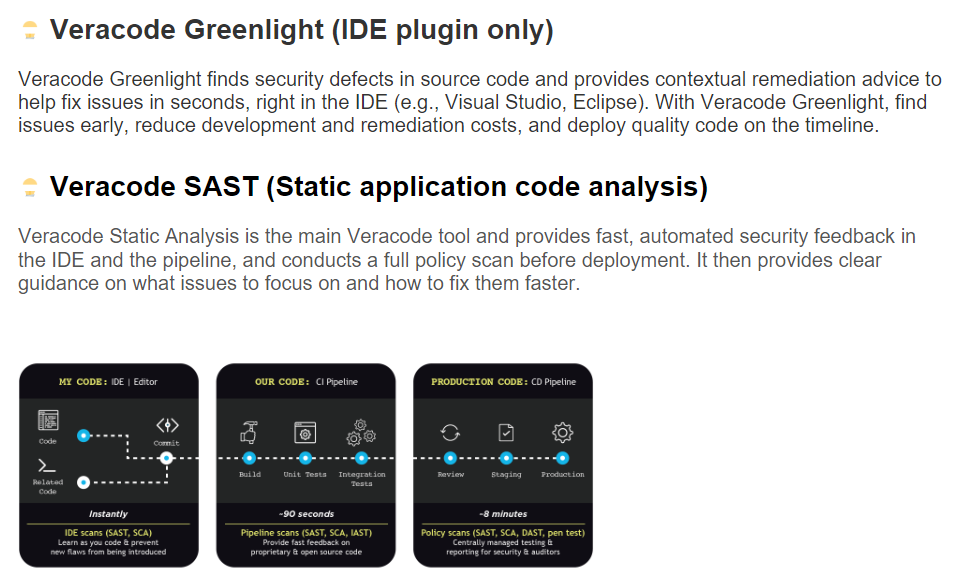 Veracode Greenlight (IDE plugin only)
Veracode Greenlight finds security defects in source code and provides contextual remediation advice to
help fix issues in seconds, right in the IDE (e.g., Visual Studio, Eclipse). With Veracode Greenlight, find
issues early, reduce development and remediation costs, and deploy quality code on the timeline.
Veracode SAST (Static application code analysis)
Veracode Static Analysis is the main Veracode tool and provides fast, automated security feedback in
the IDE and the pipeline, and conducts a full policy scan before deployment. It then provides clear
guidance on what issues to focus on and how to fix them faster.
MY CODE: IDE | Editor
Code
Commit
Related
Code
Instantly
IDE scans (SAST, SCA)
Learn as you code & prevent
new flaws from being introduced
OUR CODE: CI Pipeline
Build
Unit Tests
Integration
Tests
~90 seconds
Pipeline scans (SAST, SCA, IAST)
Provide fast feedback on
proprietary & open source code
PRODUCTION CODE: CD Pipeline
Review
Staging
Production
~8 minutes
Policy scans (SAST, SCA, DAST, pen test)
Centrally managed testing &
reporting for security & auditors